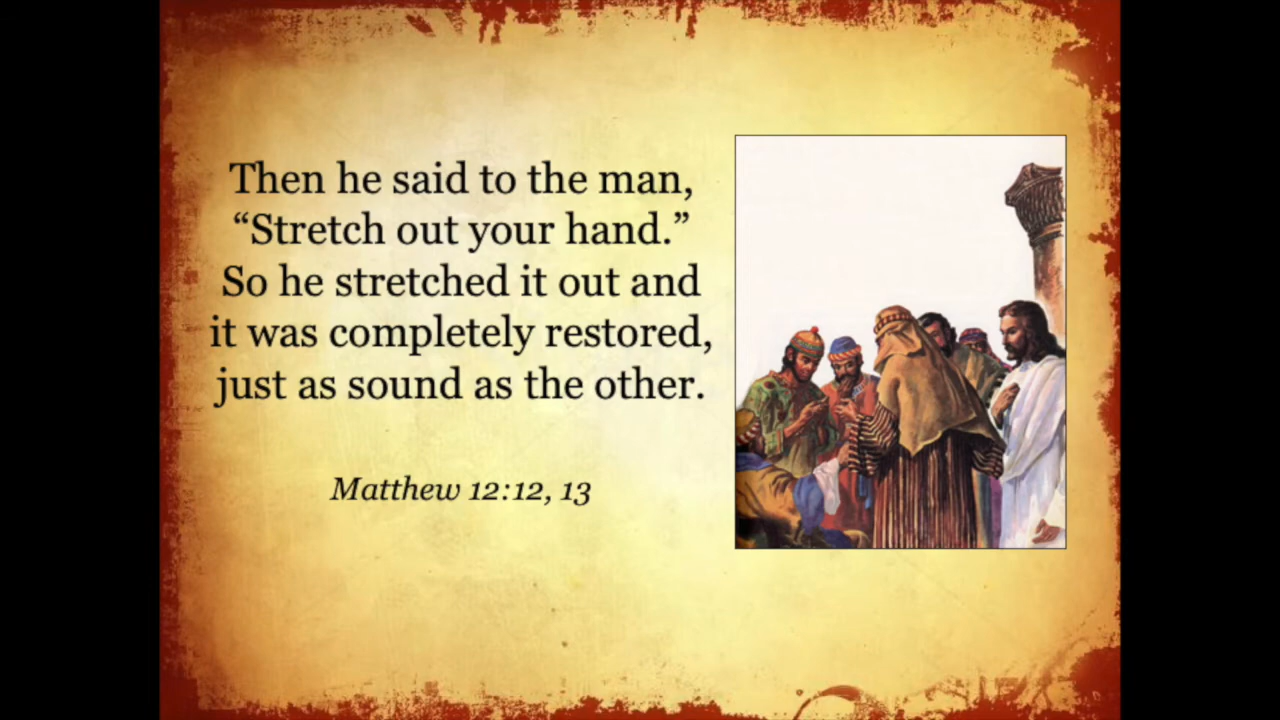 Then he said to the man,
“Stretch out your hand.”
So he stretched it out and
it was completely restored,
just as sound as the other.
Matthew 12:12, 13